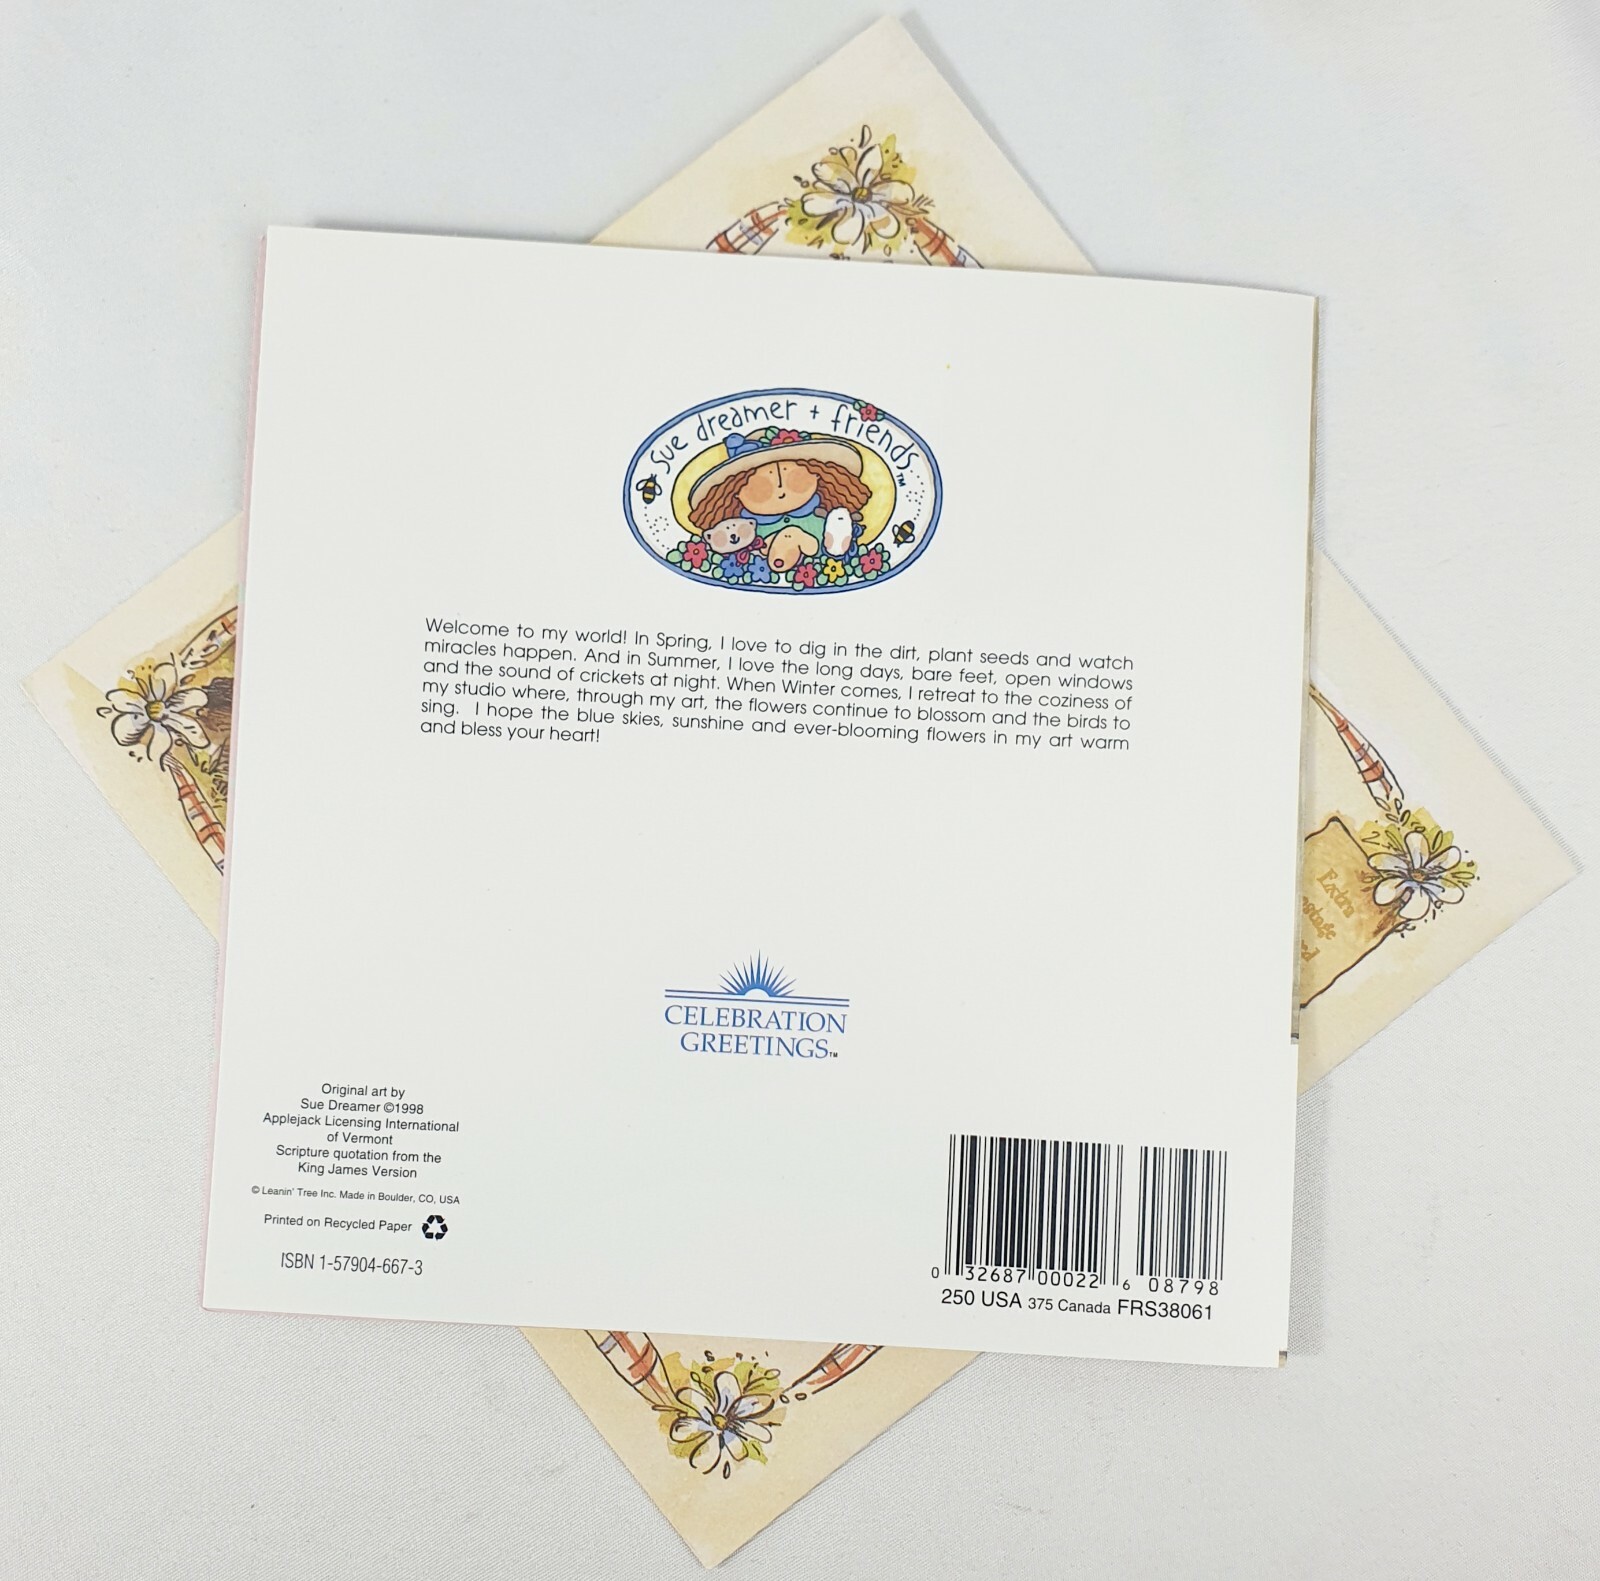 sue dreamer + friends™
Welcome to my world! In Spring, I love to dig in the dirt, plant seeds and watch
miracles happen. And in Summer, I love the long days, bare feet, open windows
and the sound of crickets at night. When Winter comes, I retreat to the coziness of
my studio where, through my art, the flowers continue to blossom and the birds to
sing. I hope the blue skies, sunshine and ever-blooming flowers in my art warm
and bless your heart!
Extra
CELEBRATION
GREETINGS™
Original art by
Sue Dreamer ©1998
Applejack Licensing International
of Vermont
Scripture quotation from the
King James Version
© Leanin' Tree Inc. Made in Boulder, CO, USA
Printed on Recycled Paper
ISBN 1-57904-667-3
0 32687 00022 6 08798
250 USA 375 Canada FRS38061